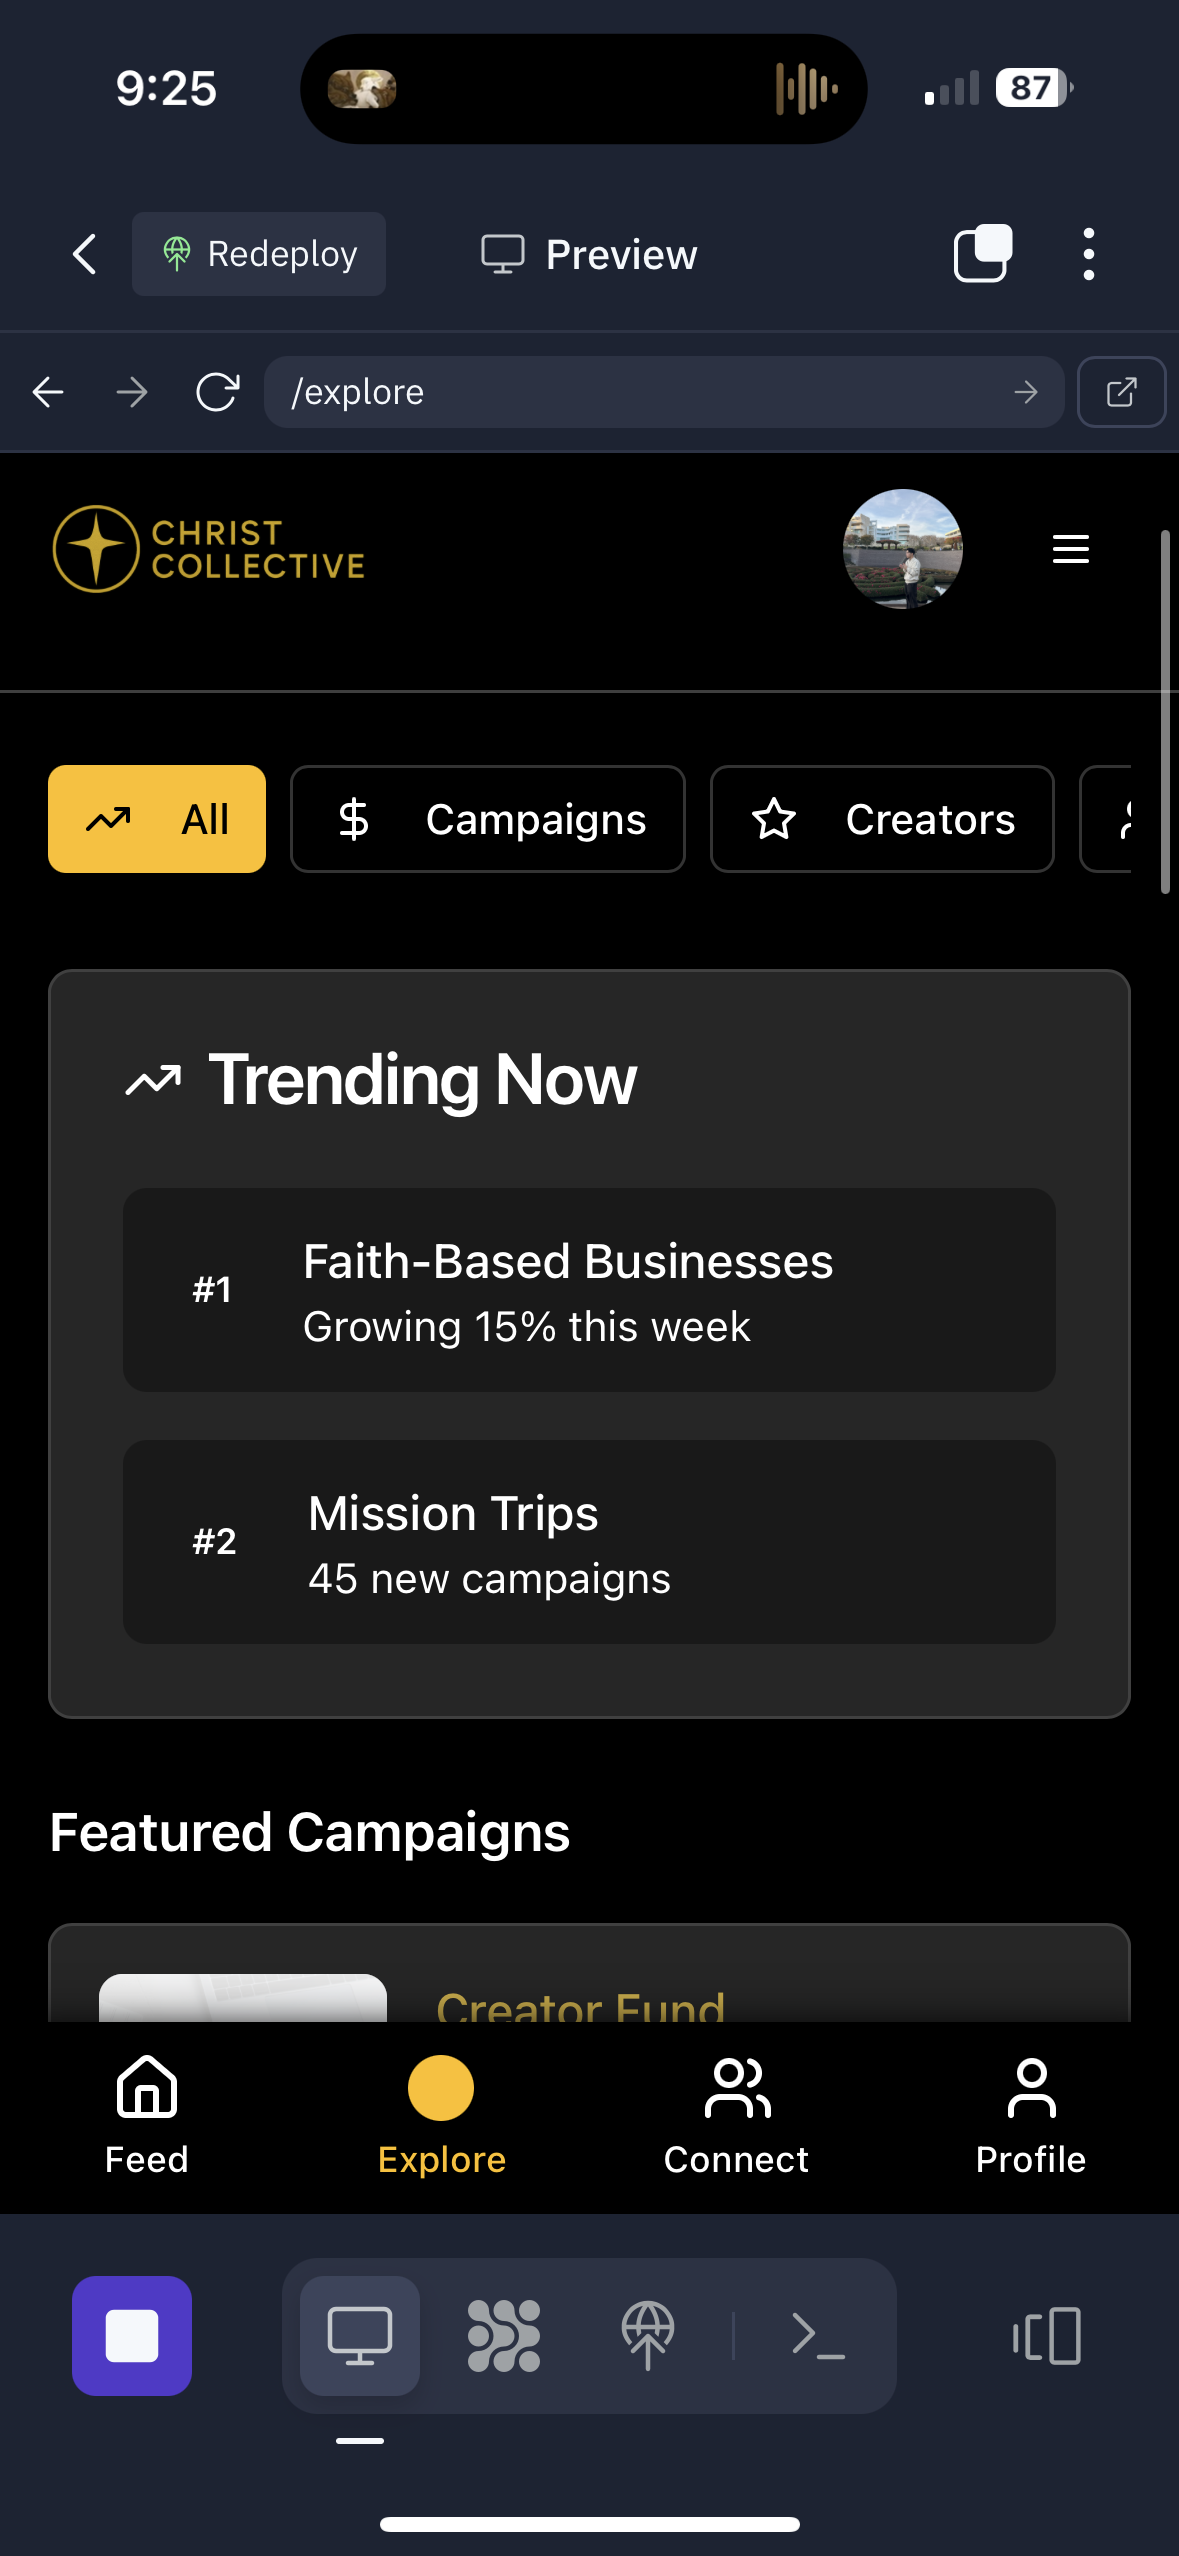 9:25
87
Redeploy
Preview
/explore
CHRIST
COLLECTIVE
All
Campaigns
Creators
Trending Now
#1
Faith-Based Businesses
Growing 15% this week
#2
Mission Trips
45 new campaigns
Featured Campaigns
Creator Fund
Feed
Explore
Connect
Profile